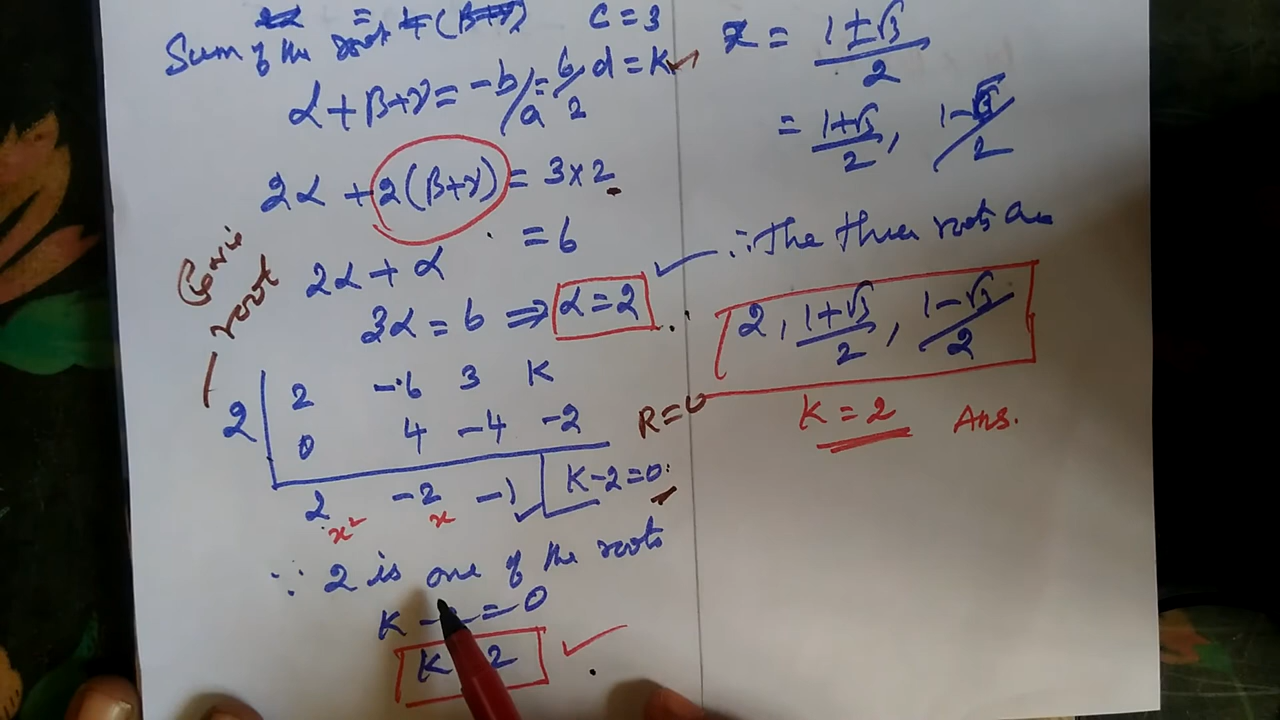 2α = 4(β+γ) C = 3
Sum of the root
α+β+γ = -b/a = 6/2 d = K
2α + 2(β+γ) = 3×2
= 6
2α + α
3α = 6 ⇒ α = 2
root
2 | 2 -6 3 K
0 4 -4 -2 R=0
2 -2 -1 K-2=0
x² x
∵ 2 is one of the roots
K-2=0
K=2
x = 1±√3/2
= 1+√3/2, 1-√3/2
∴ The three roots are
2, 1+√3/2, 1-√3/2
K = 2 Ans.